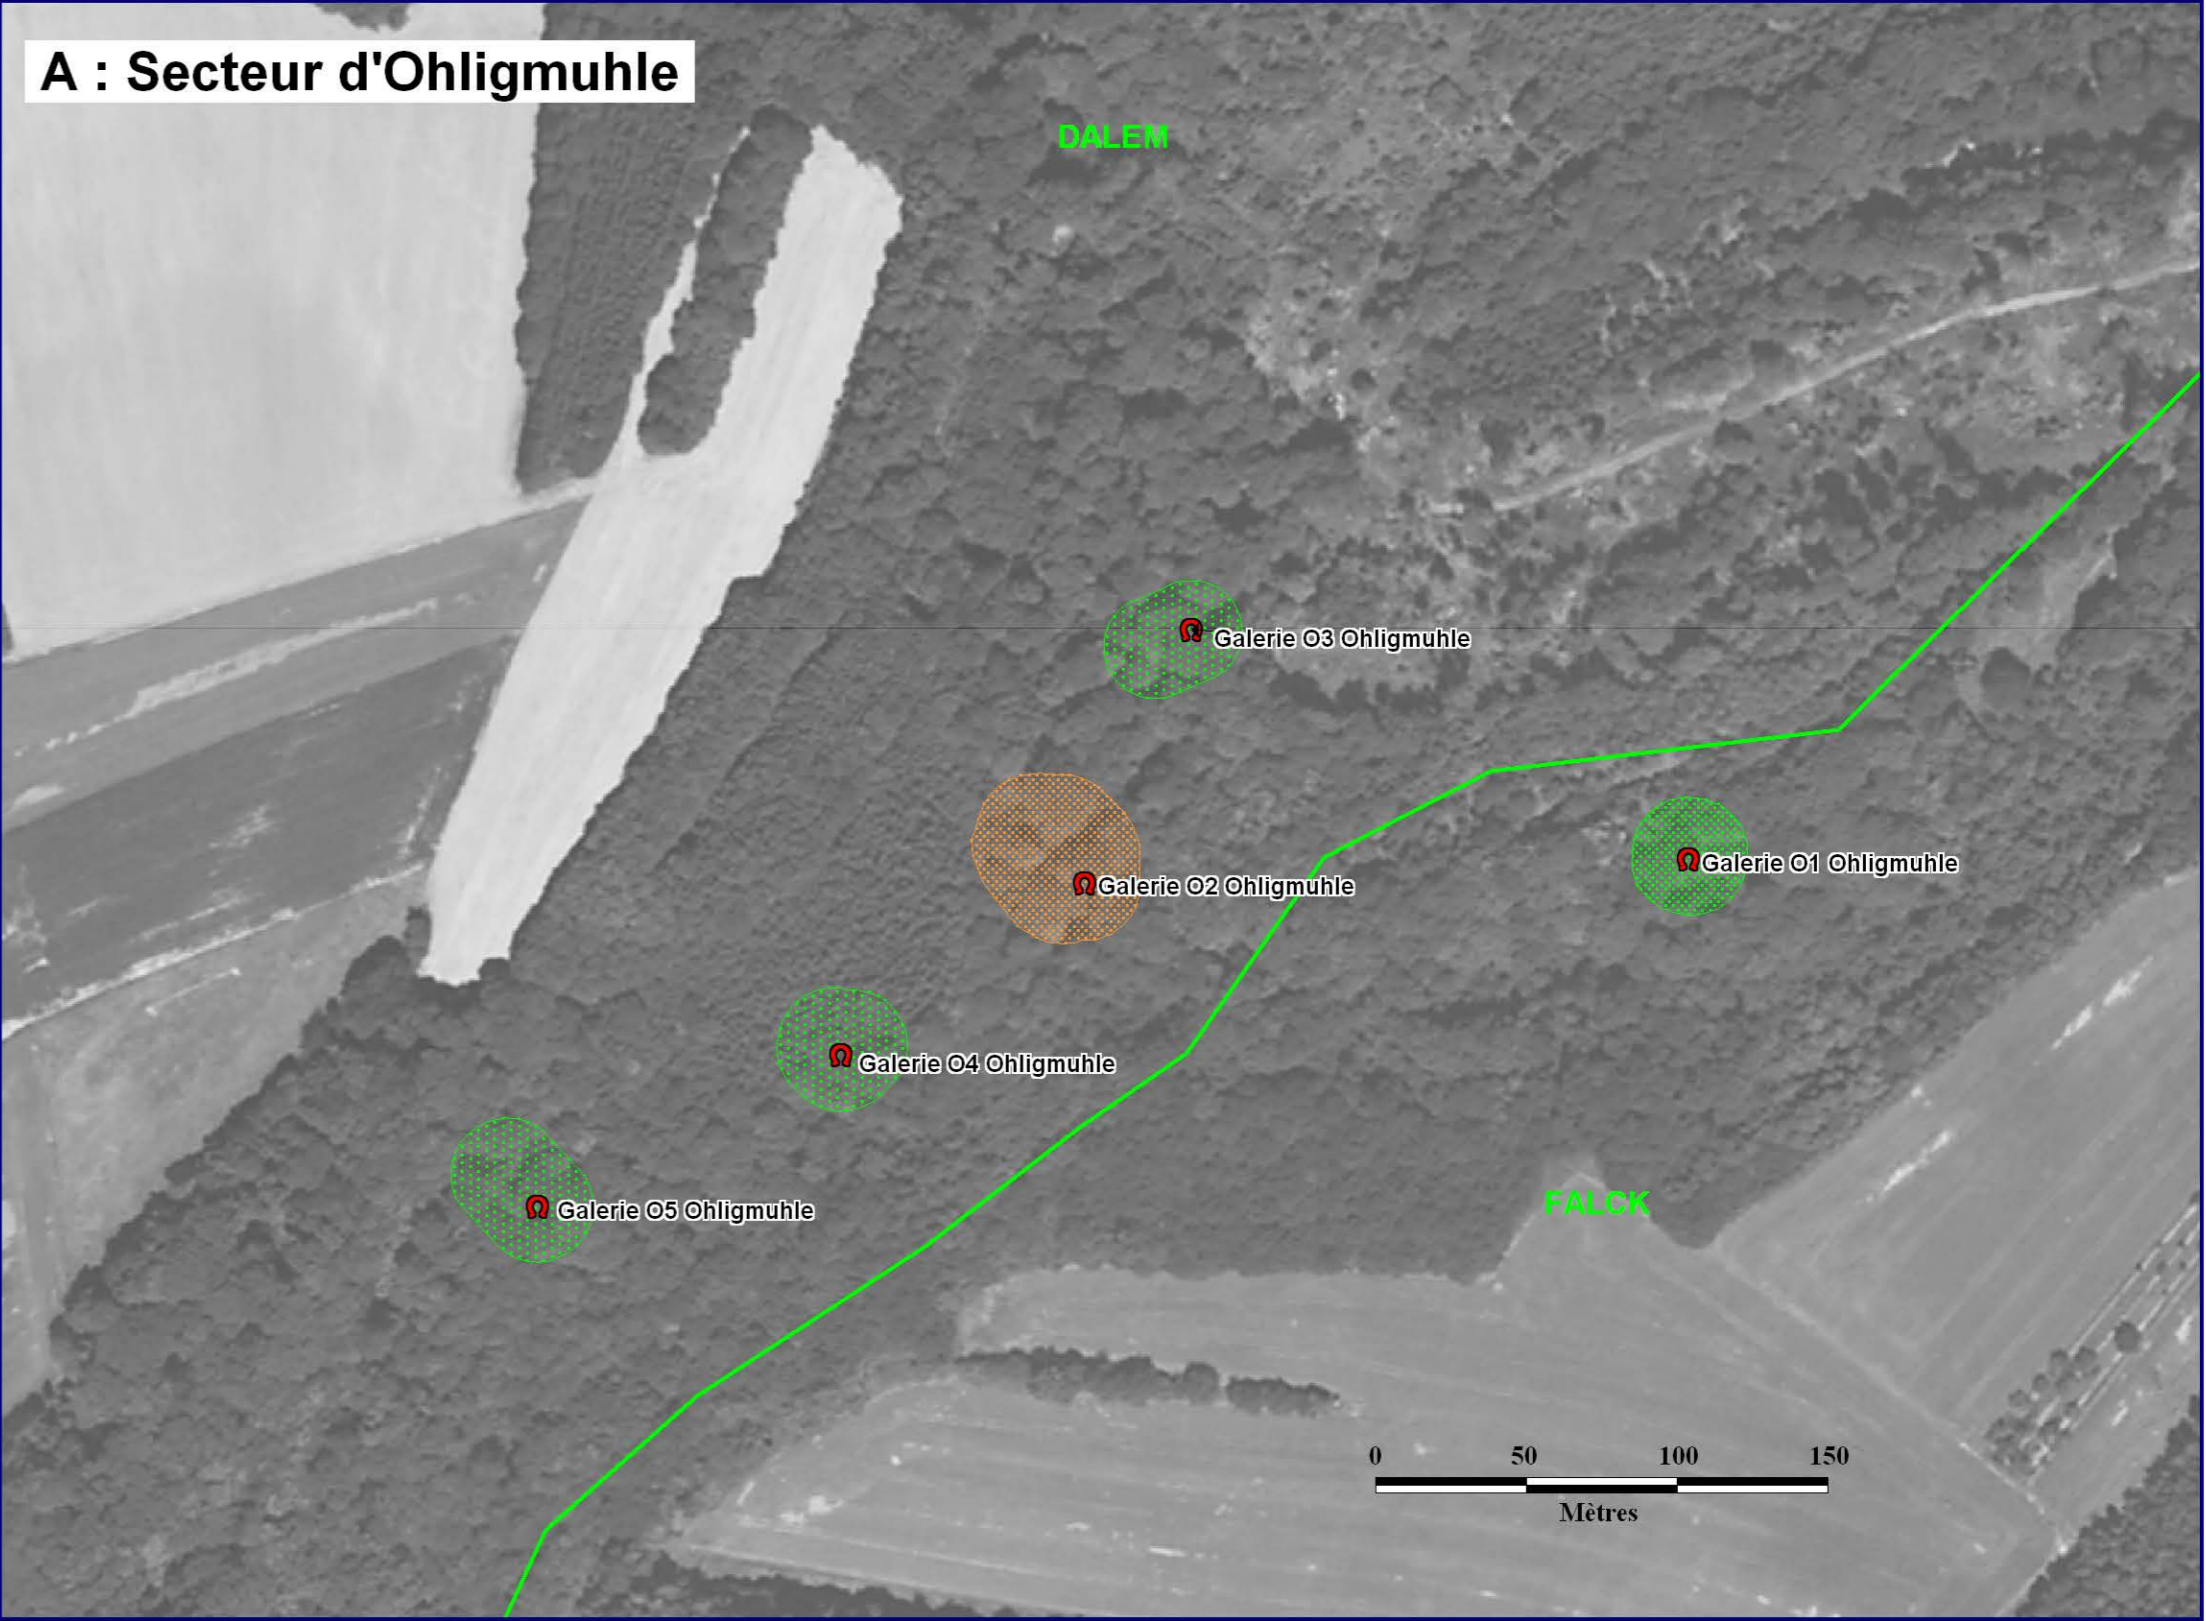 A : Secteur d'Ohligmuhle
DALEM
Galerie O3 Ohligmuhle
Galerie O1 Ohligmuhle
Galerie O2 Ohligmuhle
Galerie O4 Ohligmuhle
Galerie O5 Ohligmuhle
FALCK
0 50 100 150
Mètres